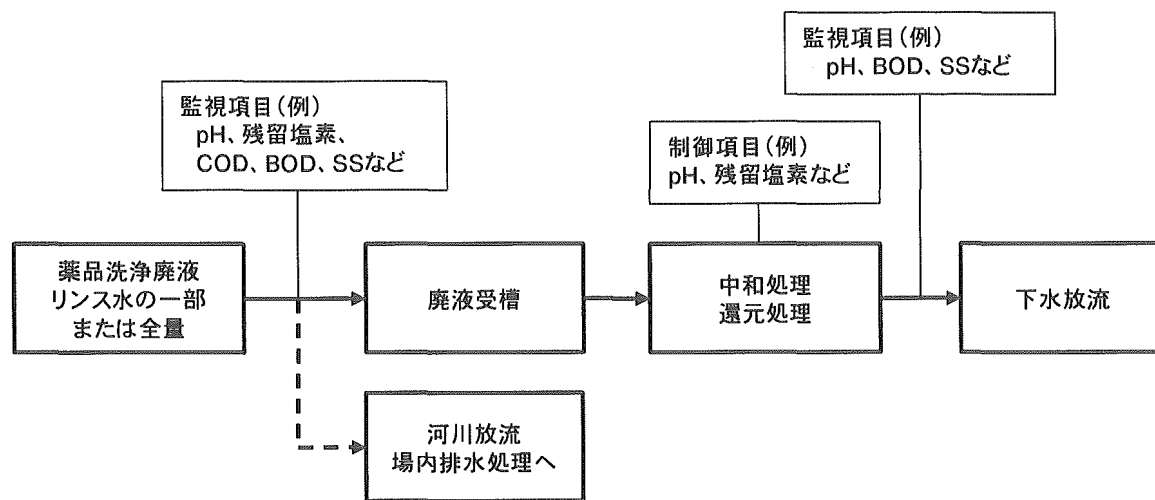 監視項目(例)
pH、BOD、SSなど
監視項目(例)
pH、残留塩素、
COD、BOD、SSなど
制御項目(例)
pH、残留塩素など
薬品洗浄廃液
リンス水の一部
または全量
廃液受槽
中和処理
還元処理
下水放流
河川放流
場内排水処理へ